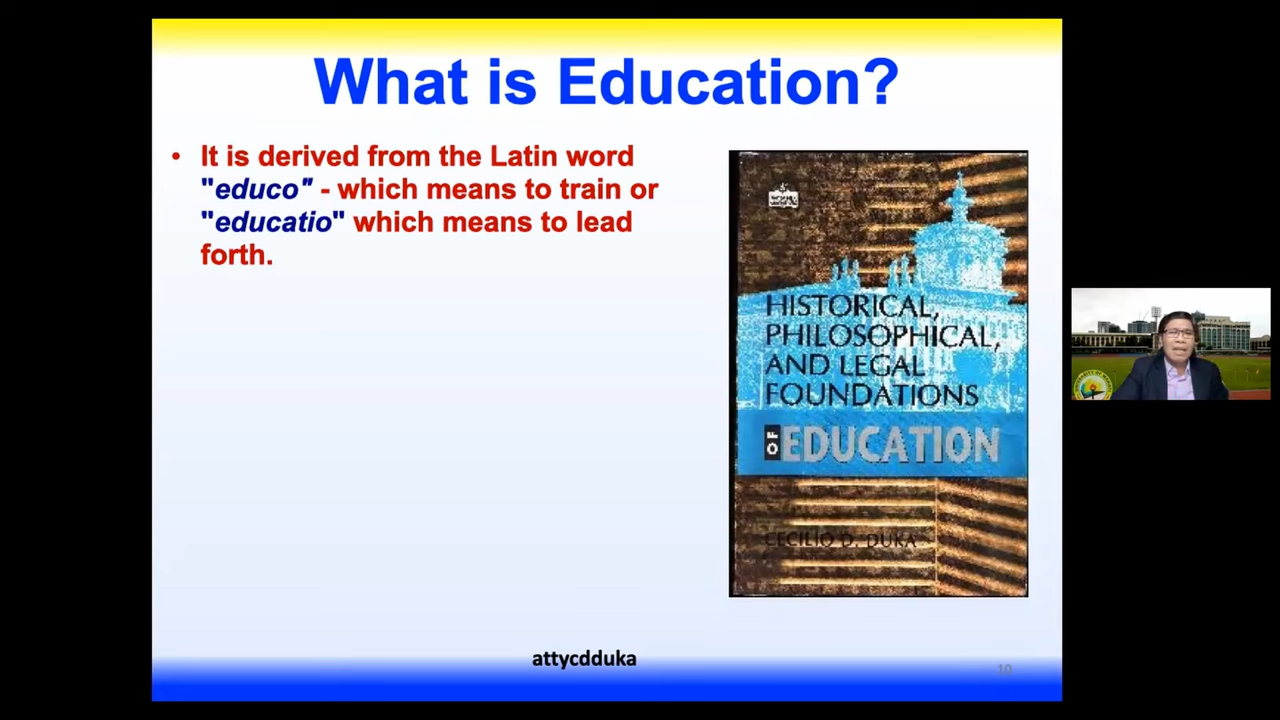 What is Education?
• It is derived from the Latin word
"educo" - which means to train or
"educatio" which means to lead
forth.
HISTORICAL,
PHILOSOPHICAL,
AND LEGAL
FOUNDATIONS
OF EDUCATION
CECILIO D. DUKA
attycdduka
10